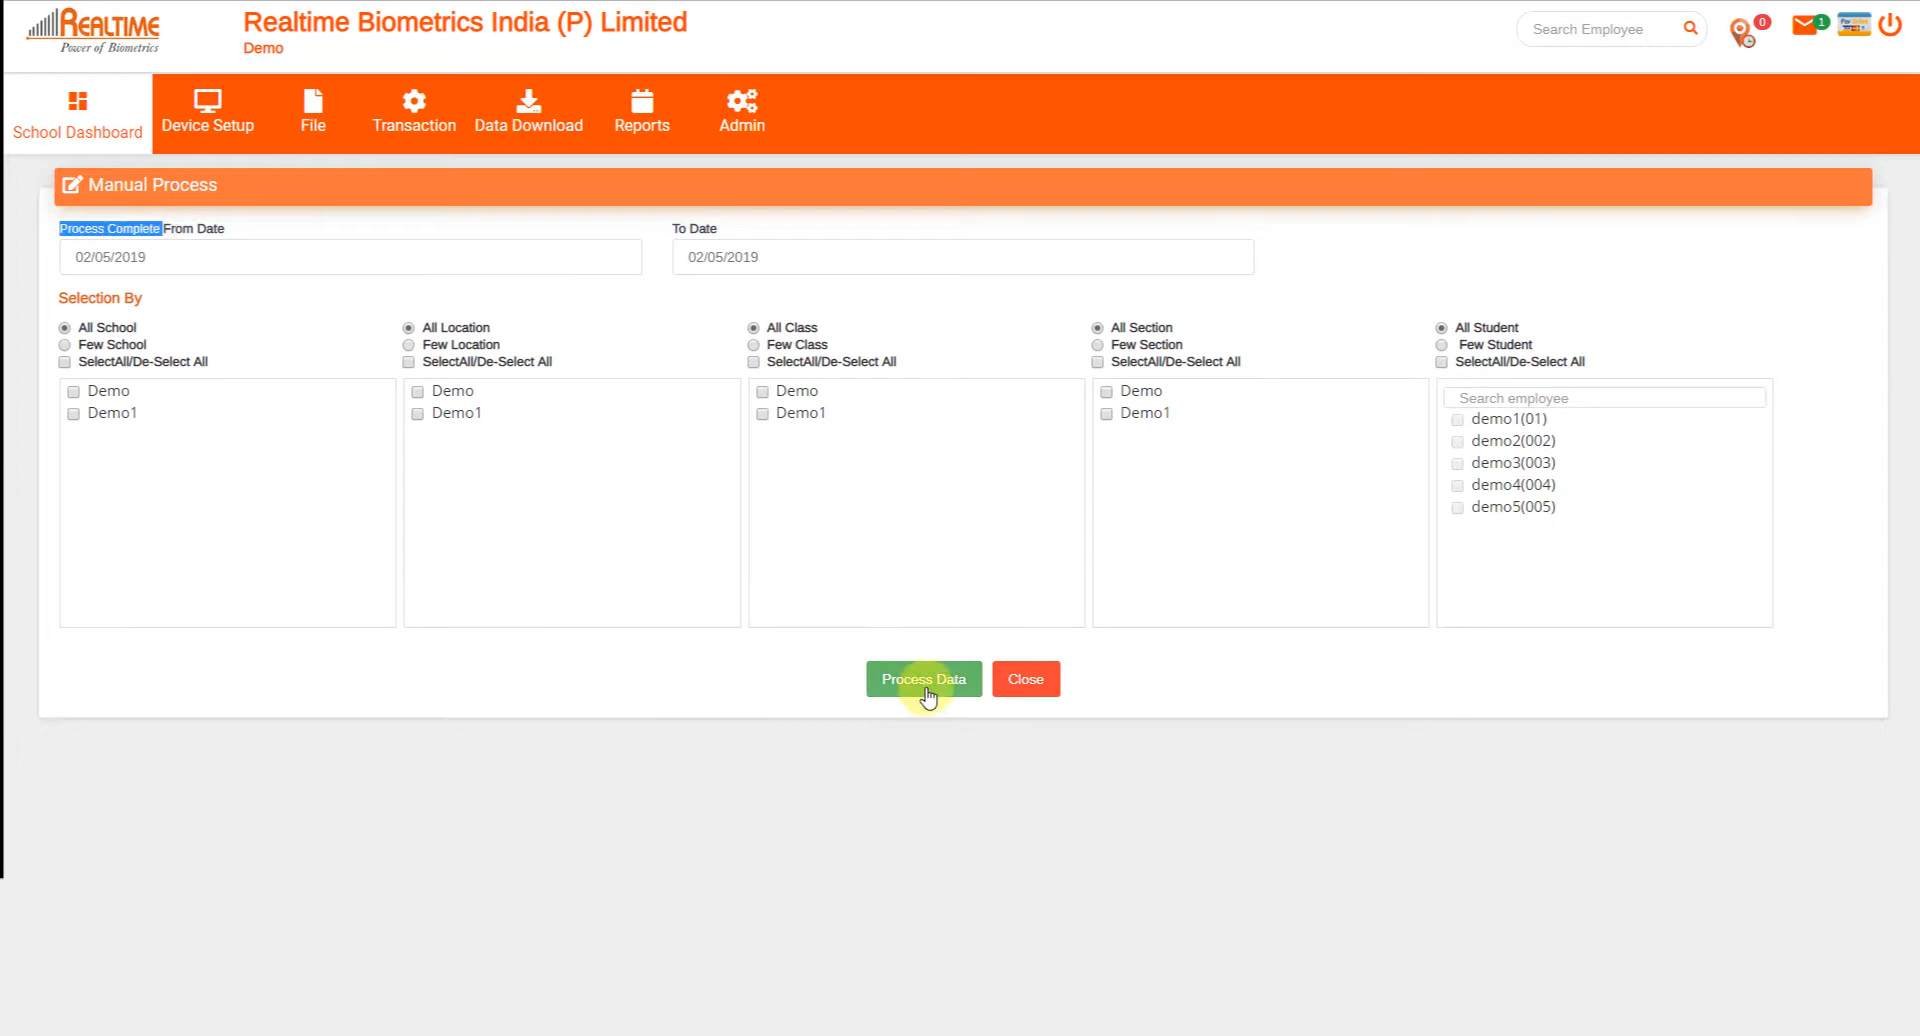 REALTIME
Power of Biometrics
Realtime Biometrics India (P) Limited
Demo
Search Employee
0
1
School Dashboard
Device Setup
File
Transaction
Data Download
Reports
Admin
Manual Process
Process Complete From Date
To Date
02/05/2019
02/05/2019
Selection By
All School
Few School
SelectAll/De-Select All
Demo
Demo1
All Location
Few Location
SelectAll/De-Select All
Demo
Demo1
All Class
Few Class
SelectAll/De-Select All
Demo
Demo1
All Section
Few Section
SelectAll/De-Select All
Demo
Demo1
All Student
Few Student
SelectAll/De-Select All
Search employee
demo1(01)
demo2(002)
demo3(003)
demo4(004)
demo5(005)
Process Data
Close